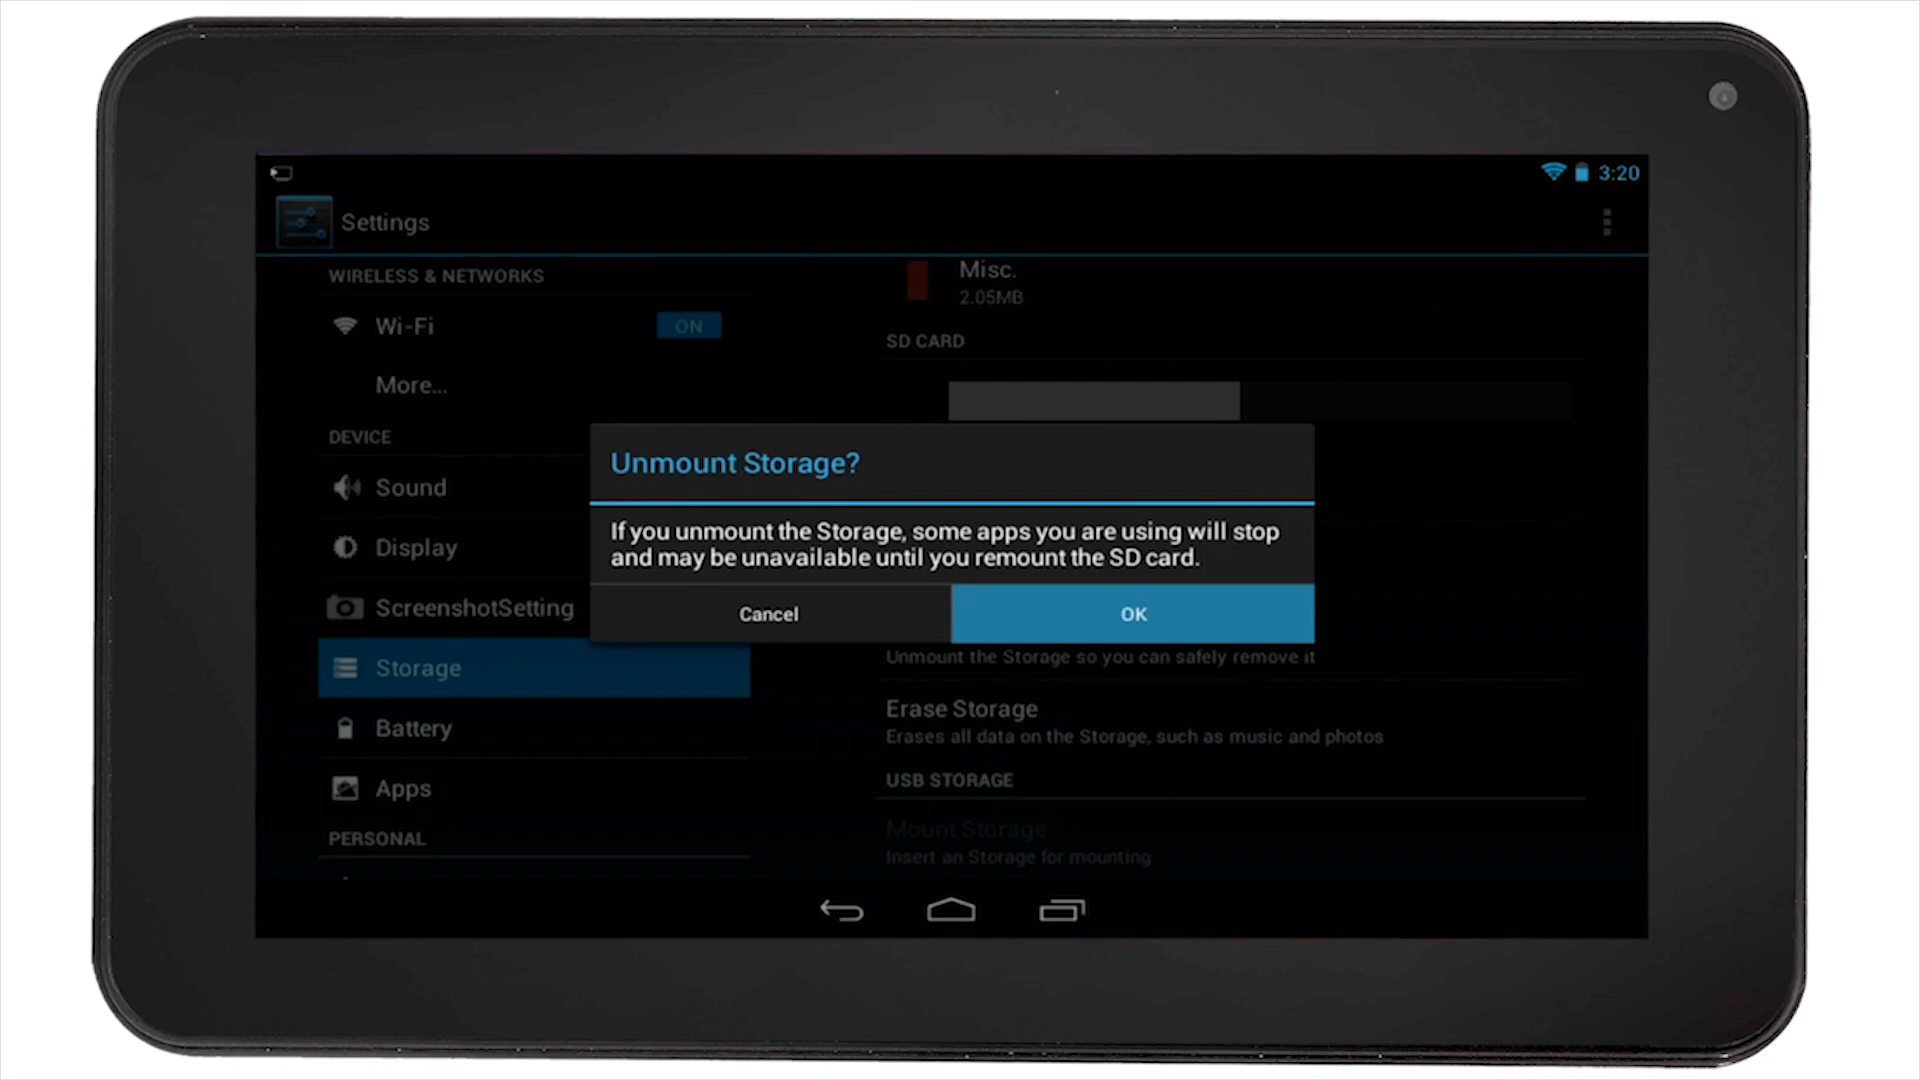 3:20
Settings
WIRELESS & NETWORKS
Wi-Fi
ON
More...
DEVICE
Sound
Display
ScreenshotSetting
Storage
Battery
Apps
PERSONAL
Misc.
2.05MB
SD CARD
Unmount Storage?
If you unmount the Storage, some apps you are using will stop
and may be unavailable until you remount the SD card.
Cancel
OK
Unmount the Storage so you can safely remove it
Erase Storage
Erases all data on the Storage, such as music and photos
USB STORAGE
Mount Storage
Insert an Storage for mounting